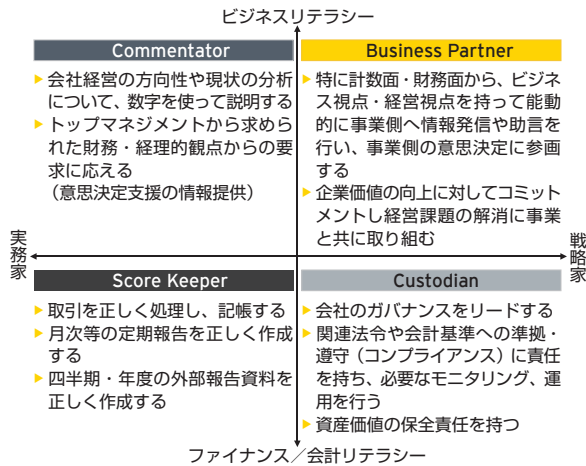 ビジネスリテラシー
Commentator
▶ 会社経営の方向性や現状の分析
について、数字を使って説明する
▶ トップマネジメントから求められ
た財務・経理的観点からの要
求に応える
(意思決定支援の情報提供)
Business Partner
▶ 特に計数面・財務面から、ビジネ
ス視点・経営視点を持って能動
的に事業側へ情報発信や助言を
行い、事業側の意思決定に参画
する
▶ 企業価値の向上に対してコミット
メントし経営課題の解消に事業
と共に取り組む
実務家
戦略家
Score Keeper
▶ 取引を正しく処理し、記帳する
▶ 月次等の定期報告を正しく作成
する
▶ 四半期・年度の外部報告資料を
正しく作成する
Custodian
▶ 会社のガバナンスをリードする
▶ 関連法令や会計基準への準拠・
遵守(コンプライアンス)に責任
を持ち、必要なモニタリング、運
用を行う
▶ 資産価値の保全責任を持つ
ファイナンス/会計リテラシー